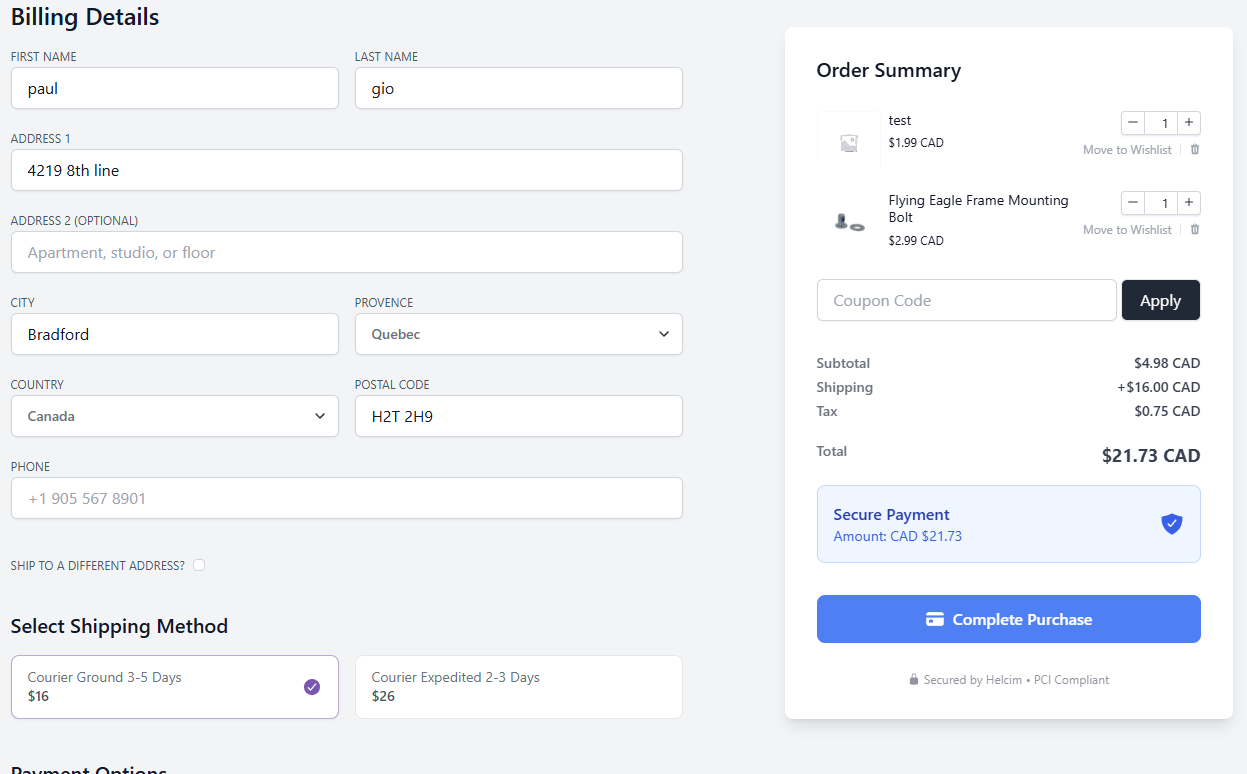 Billing Details
FIRST NAME
LAST NAME
paul
gio
ADDRESS 1
4219 8th line
ADDRESS 2 (OPTIONAL)
Apartment, studio, or floor
CITY
PROVENCE
Bradford
Quebec
COUNTRY
POSTAL CODE
Canada
H2T 2H9
PHONE
+1 905 567 8901
SHIP TO A DIFFERENT ADDRESS?
Select Shipping Method
Courier Ground 3-5 Days
$16
Courier Expedited 2-3 Days
$26
Payment Options
Order Summary
test
$1.99 CAD
− 1 +
Move to Wishlist
Flying Eagle Frame Mounting
Bolt
$2.99 CAD
− 1 +
Move to Wishlist
Coupon Code
Apply
Subtotal $4.98 CAD
Shipping +$16.00 CAD
Tax $0.75 CAD
Total $21.73 CAD
Secure Payment
Amount: CAD $21.73
Complete Purchase
Secured by Helcim • PCI Compliant